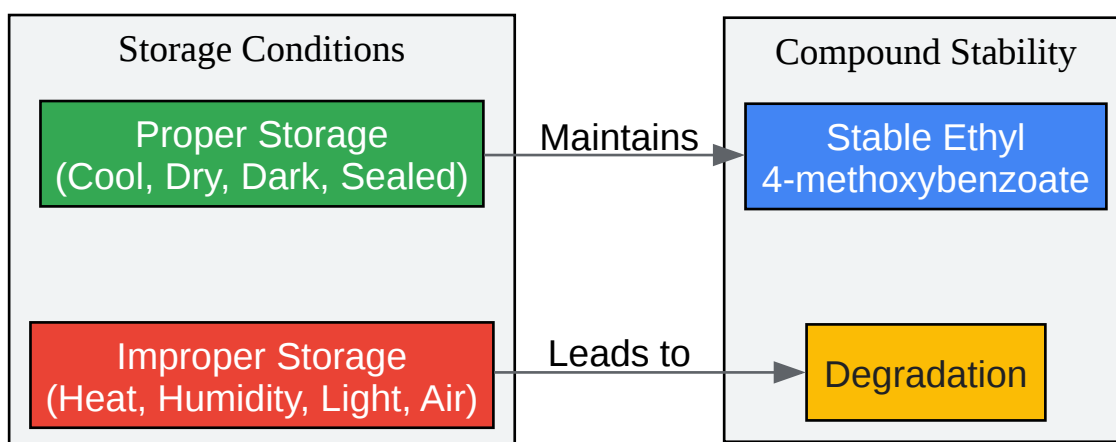 Storage Conditions
Proper Storage
(Cool, Dry, Dark, Sealed)
Improper Storage
(Heat, Humidity, Light, Air)
Maintains
Leads to
Compound Stability
Stable Ethyl
4-methoxybenzoate
Degradation